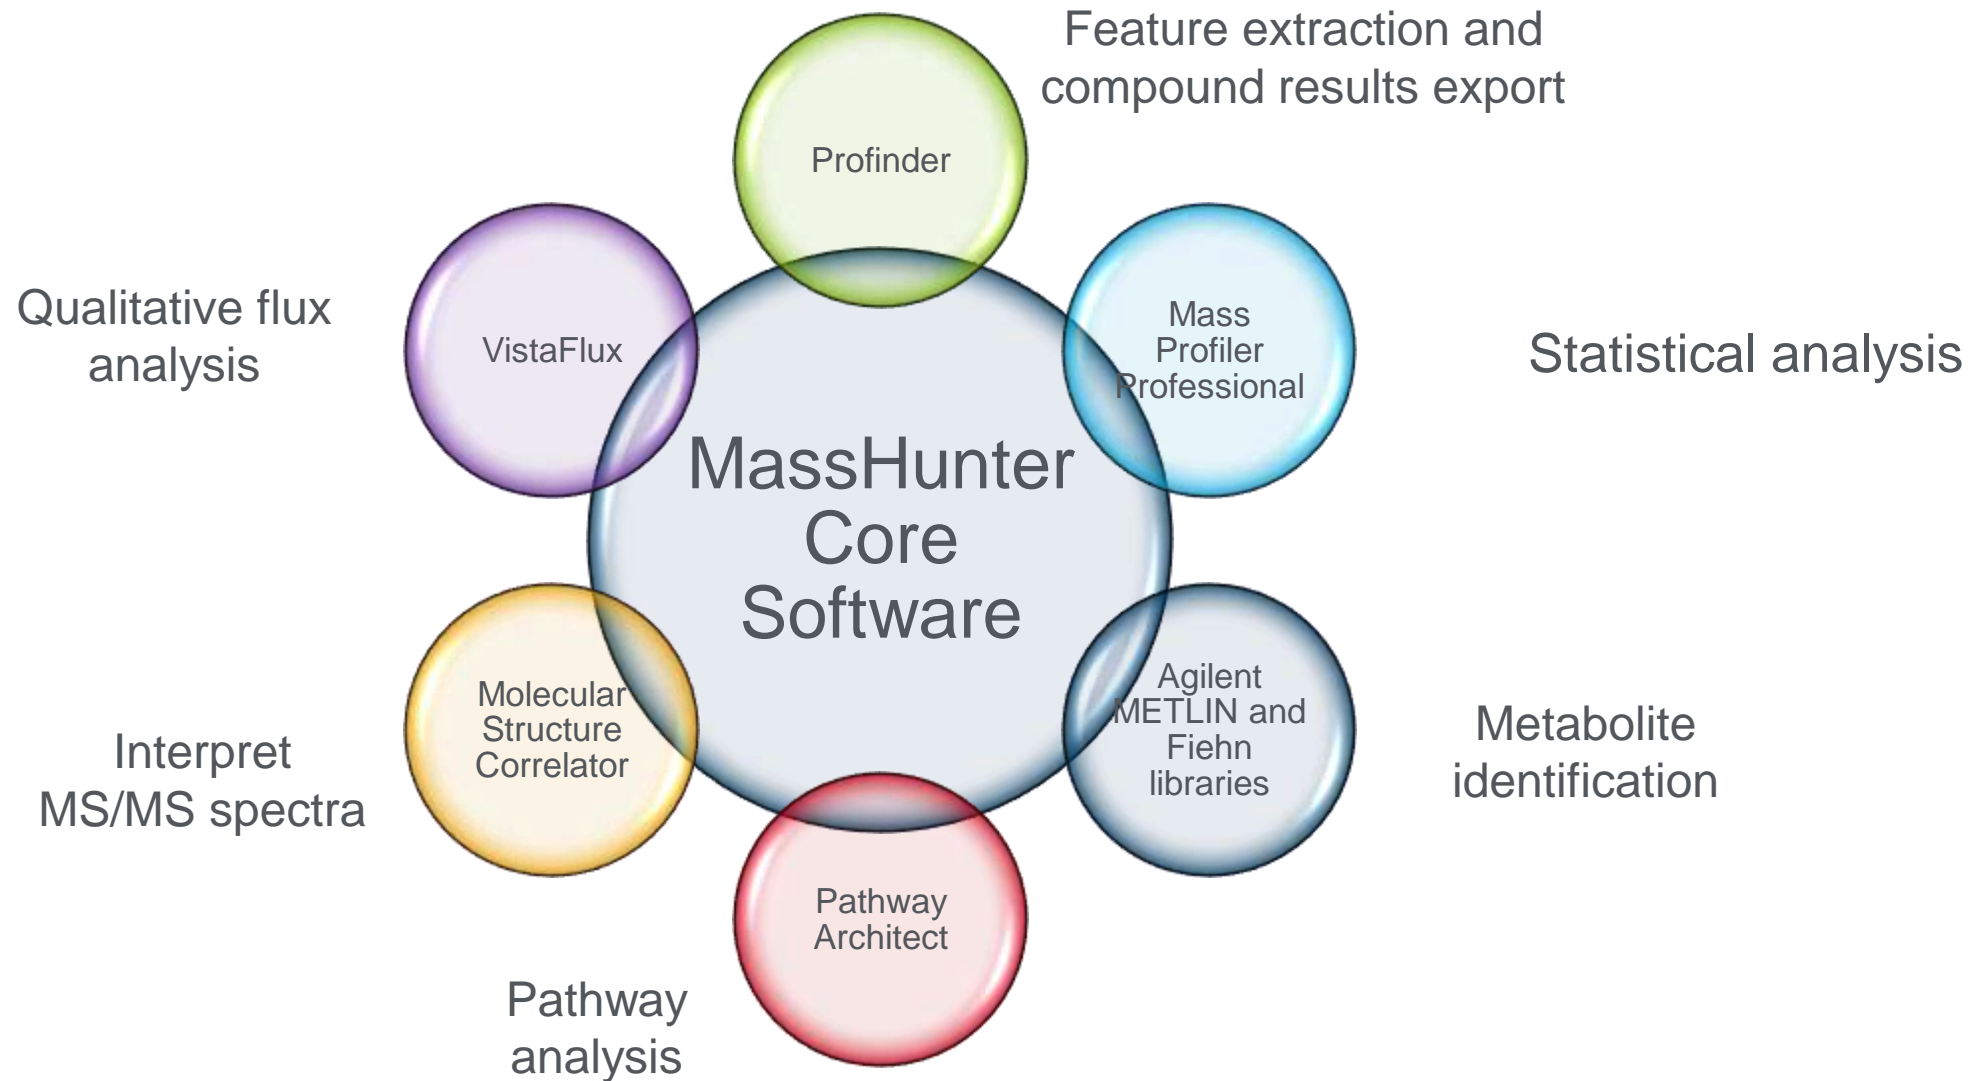 Feature extraction and
compound results export
Profinder
Qualitative flux
analysis
VistaFlux
Mass
Profiler
Professional
Statistical analysis
MassHunter
Core
Software
Interpret
MS/MS spectra
Molecular
Structure
Correlator
Agilent
METLIN and
Fiehn
libraries
Metabolite
identification
Pathway
Architect
Pathway
analysis